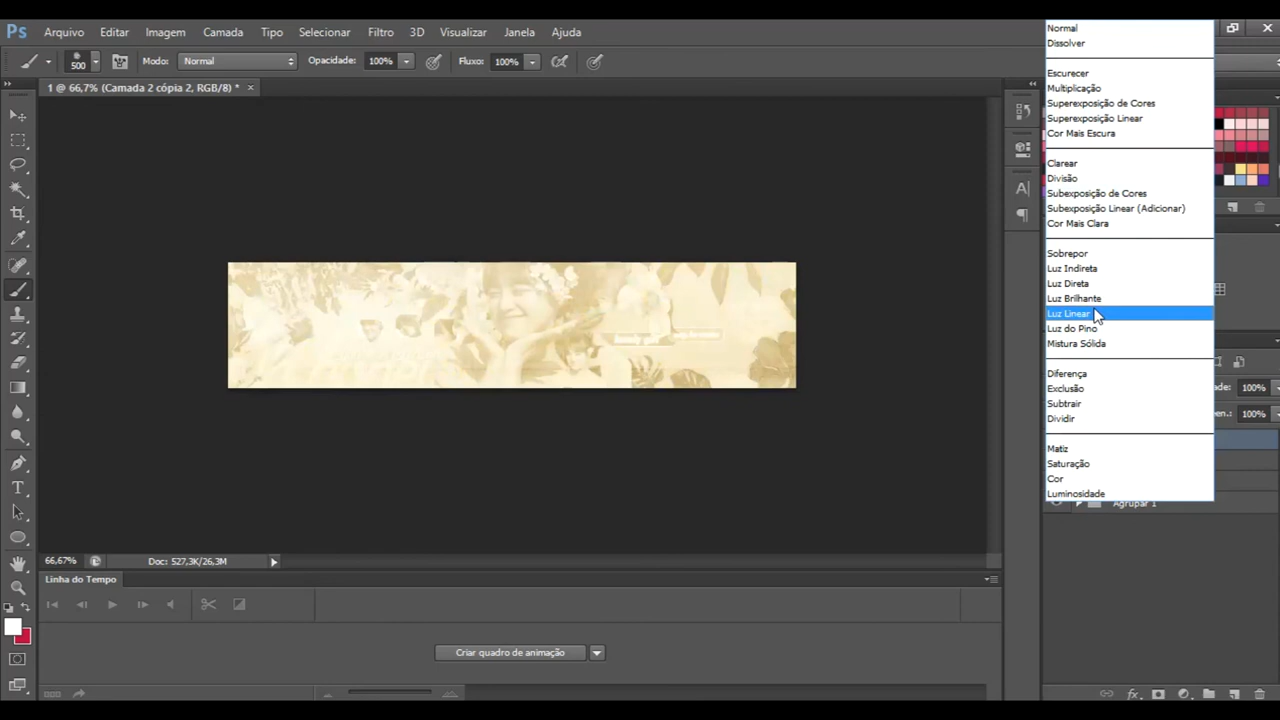 Ps Arquivo Editar Imagem Camada Tipo Selecionar Filtro 3D Visualizar Janela Ajuda
500 Modo: Normal Opacidade: 100% Fluxo: 100%
1 @ 66,7% (Camada 2 cópia 2, RGB/8) * ×
Normal
Dissolver
Escurecer
Multiplicação
Superexposição de Cores
Superexposição Linear
Cor Mais Escura
Clarear
Divisão
Subexposição de Cores
Subexposição Linear (Adicionar)
Cor Mais Clara
Sobrepor
Luz Indireta
Luz Direta
Luz Brilhante
Luz Linear
Luz do Pino
Mistura Sólida
Diferença
Exclusão
Subtrair
Dividir
Matiz
Saturação
Cor
Luminosidade
ade: 100%
en.: 100%
Agrupar 1
66,67% Doc: 527,3K/26,3M
Linha do Tempo
Criar quadro de animação